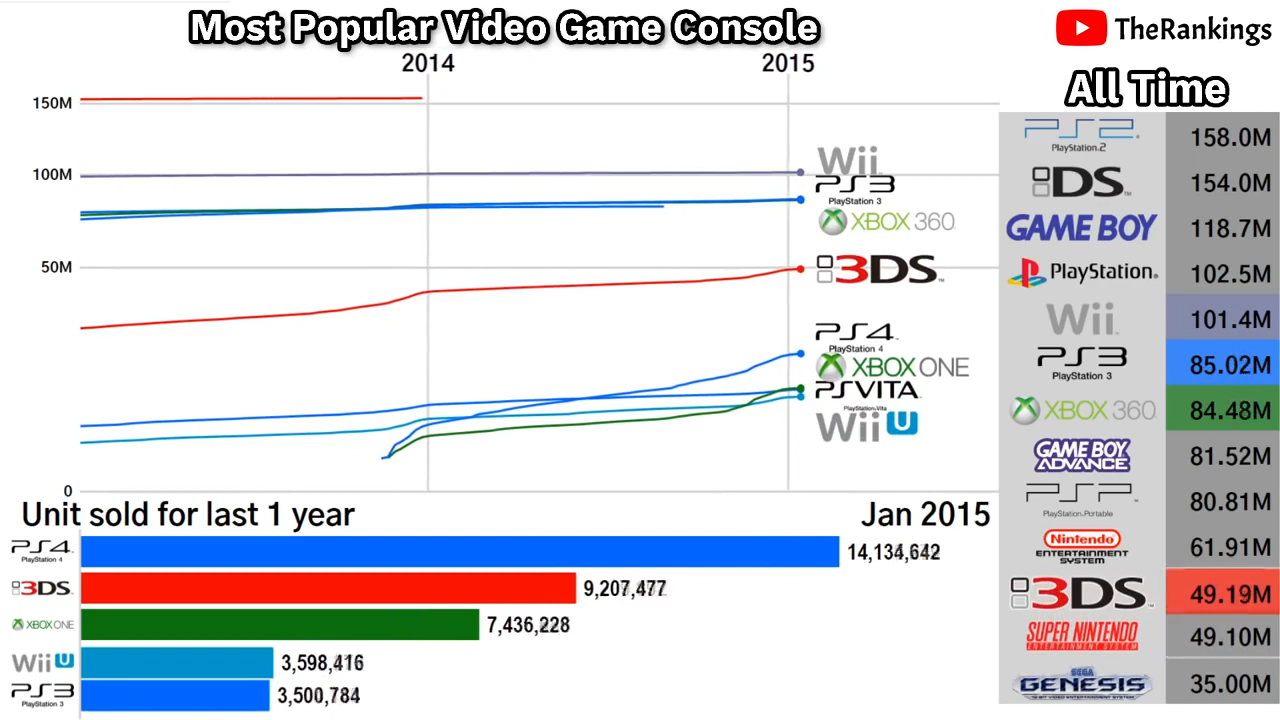 Most Popular Video Game Console
TheRankings
2014
2015
All Time
150M
100M
50M
0
Wii
PS3
PlayStation 3
XBOX 360
3DS
PS4
PlayStation 4
XBOX ONE
PSVITA
PlayStation Vita
Wii U
PS2
PlayStation 2
158.0M
DS
154.0M
GAME BOY
118.7M
PlayStation
102.5M
Wii
101.4M
PS3
PlayStation 3
85.02M
XBOX 360
84.48M
GAME BOY
ADVANCE
81.52M
PSP
PlayStation Portable
80.81M
Nintendo
ENTERTAINMENT
SYSTEM
61.91M
3DS
49.19M
SUPER NINTENDO
ENTERTAINMENT SYSTEM
49.10M
SEGA
GENESIS
35.00M
Unit sold for last 1 year
Jan 2015
PS4
PlayStation 4
14,134,642
3DS
9,207,477
XBOX ONE
7,436,228
Wii U
3,598,416
PS3
PlayStation 3
3,500,784